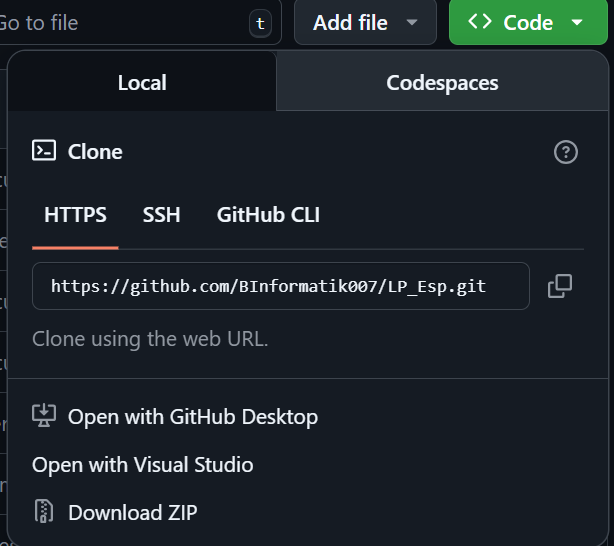 Go to file t Add file Code
Local Codespaces
Clone
HTTPS SSH GitHub CLI
https://github.com/BInformatik007/LP_Esp.git
Clone using the web URL.
Open with GitHub Desktop
Open with Visual Studio
Download ZIP